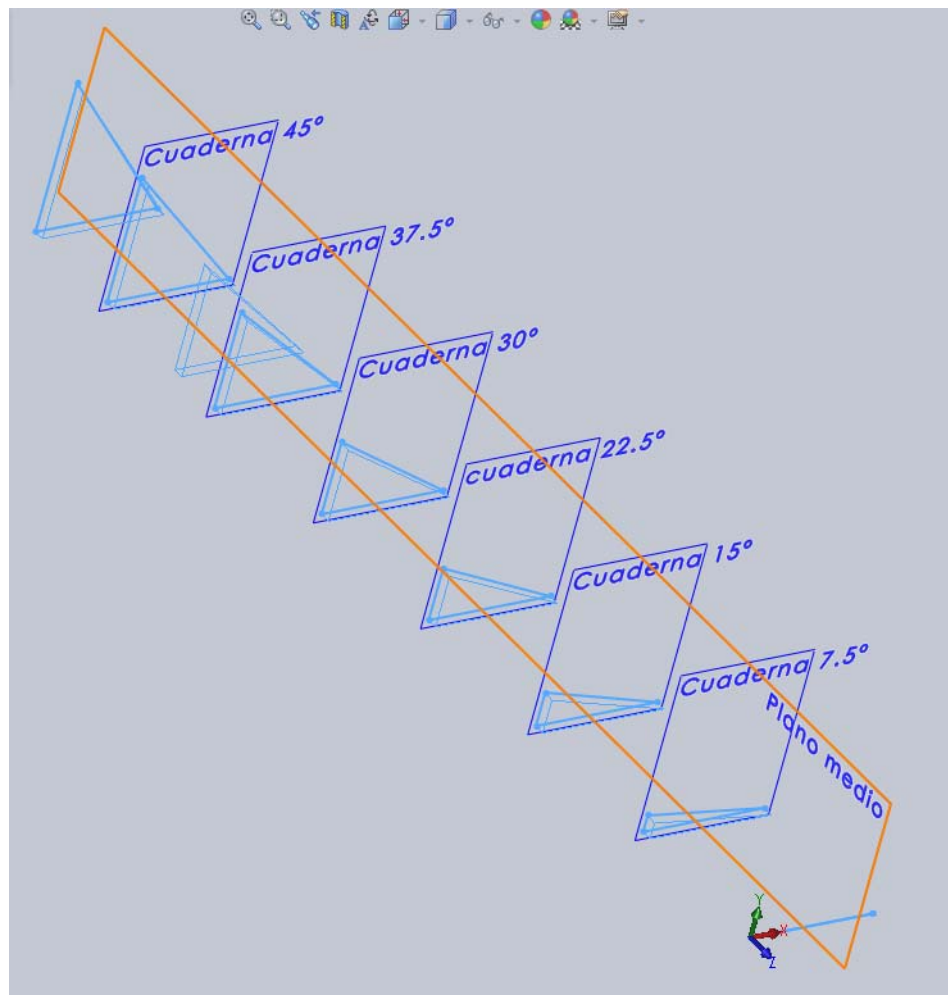 Cuaderna 45º
Cuaderna 37.5º
Cuaderna 30º
cuaderna 22.5º
Cuaderna 15º
Cuaderna 7.5º
Plano medio
Y
X
Z